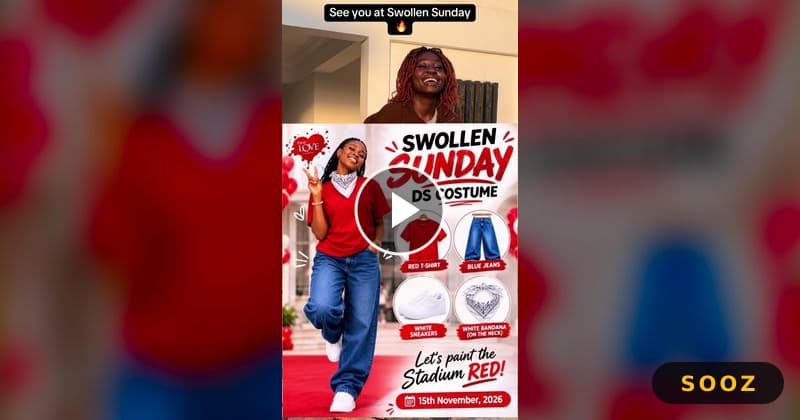 See you at Swollen Sunday
🔥
LOVE
SWOLLEN
SUNDAY
DS COSTUME
RED T-SHIRT
BLUE JEANS
WHITE
SNEAKERS
WHITE BANDANA
(ON THE NECK)
Let's paint the
Stadium RED!
15th November, 2026
SOOZ